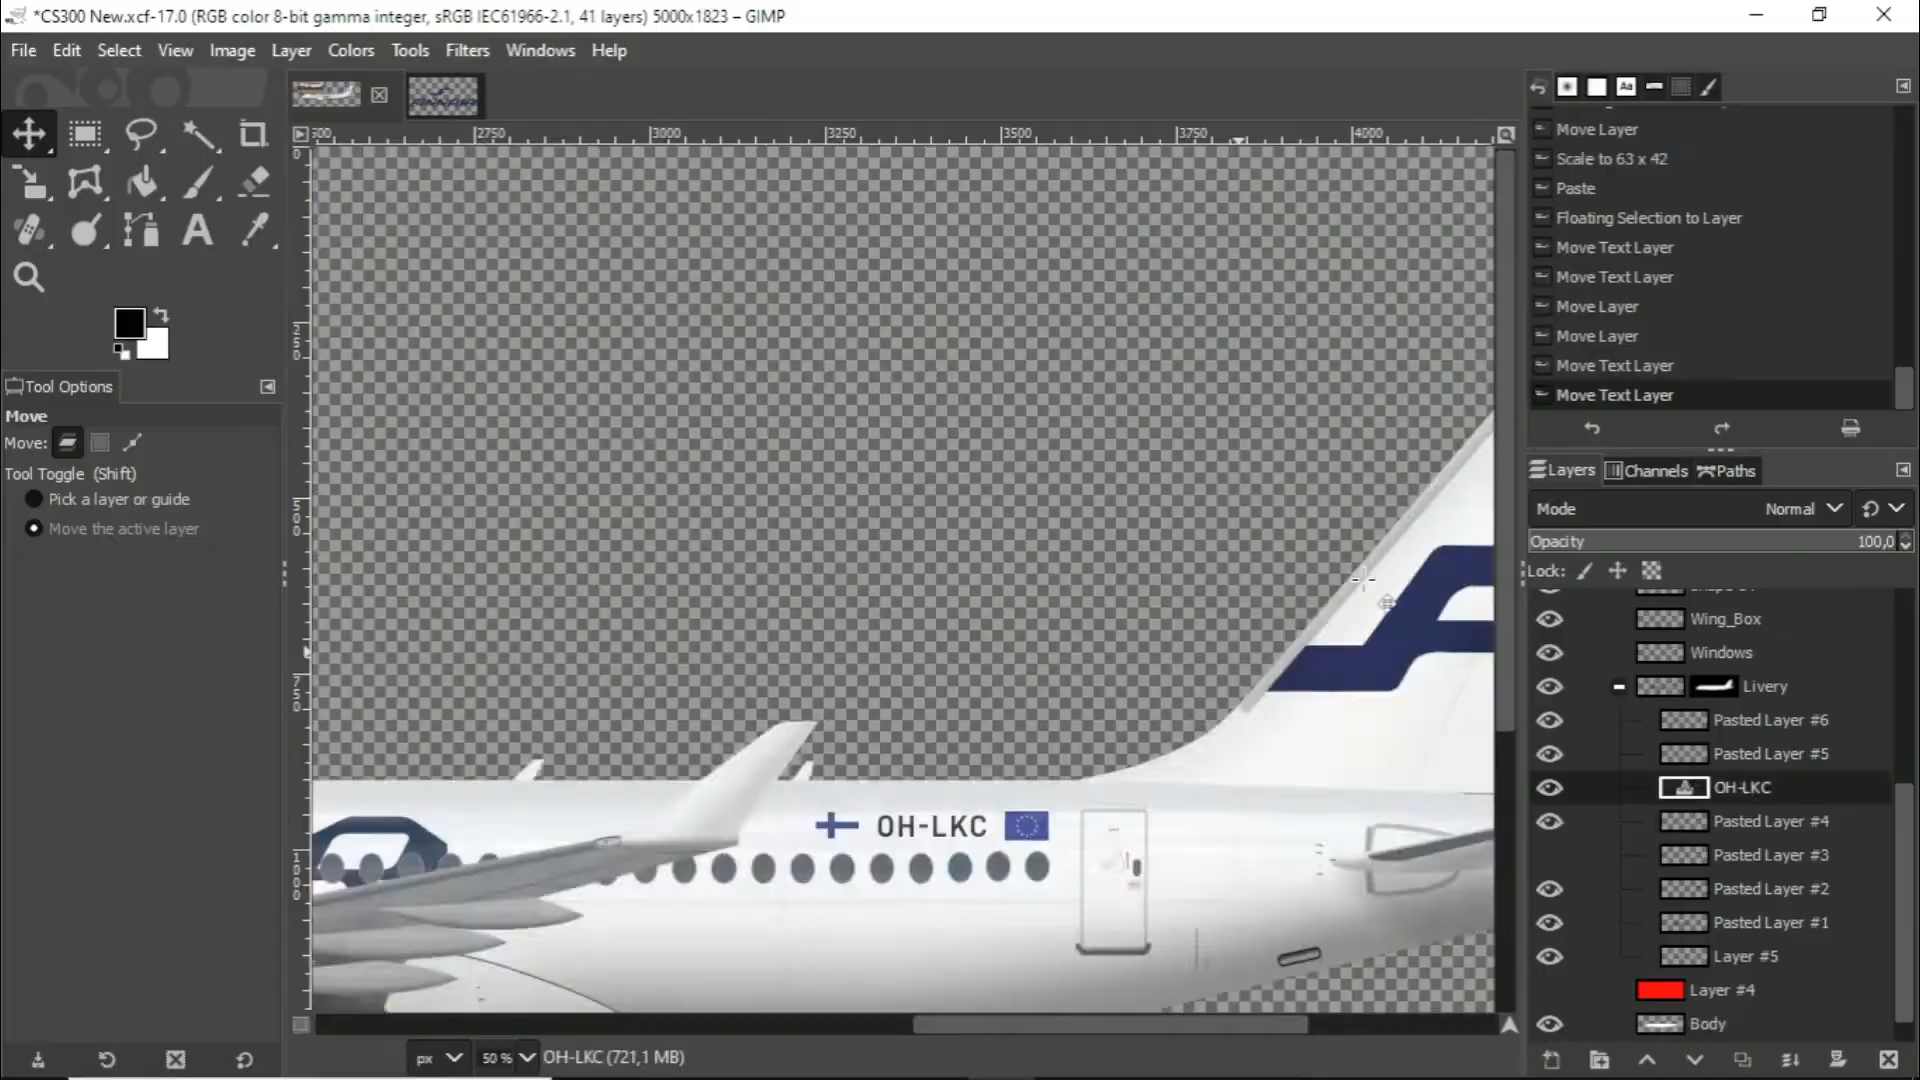 *CS300 New.xcf-17.0 (RGB color 8-bit gamma integer, sRGB IEC61966-2.1, 41 layers) 5000x1823 – GIMP
File Edit Select View Image Layer Colors Tools Filters Windows Help
500 2750 3000 3250 3500 3750 4000
0
250
500
750
Tool Options
Move
Move:
Tool Toggle (Shift)
Pick a layer or guide
Move the active layer
OH-LKC
px 50 % OH-LKC (721,1 MB)
Aa
Move Layer
Scale to 63 x 42
Paste
Floating Selection to Layer
Move Text Layer
Move Text Layer
Move Layer
Move Layer
Move Text Layer
Move Text Layer
Layers Channels Paths
Mode Normal
Opacity 100,0
Lock:
Wing_Box
Windows
Livery
Pasted Layer #6
Pasted Layer #5
OH-LKC
Pasted Layer #4
Pasted Layer #3
Pasted Layer #2
Pasted Layer #1
Layer #5
Layer #4
Body